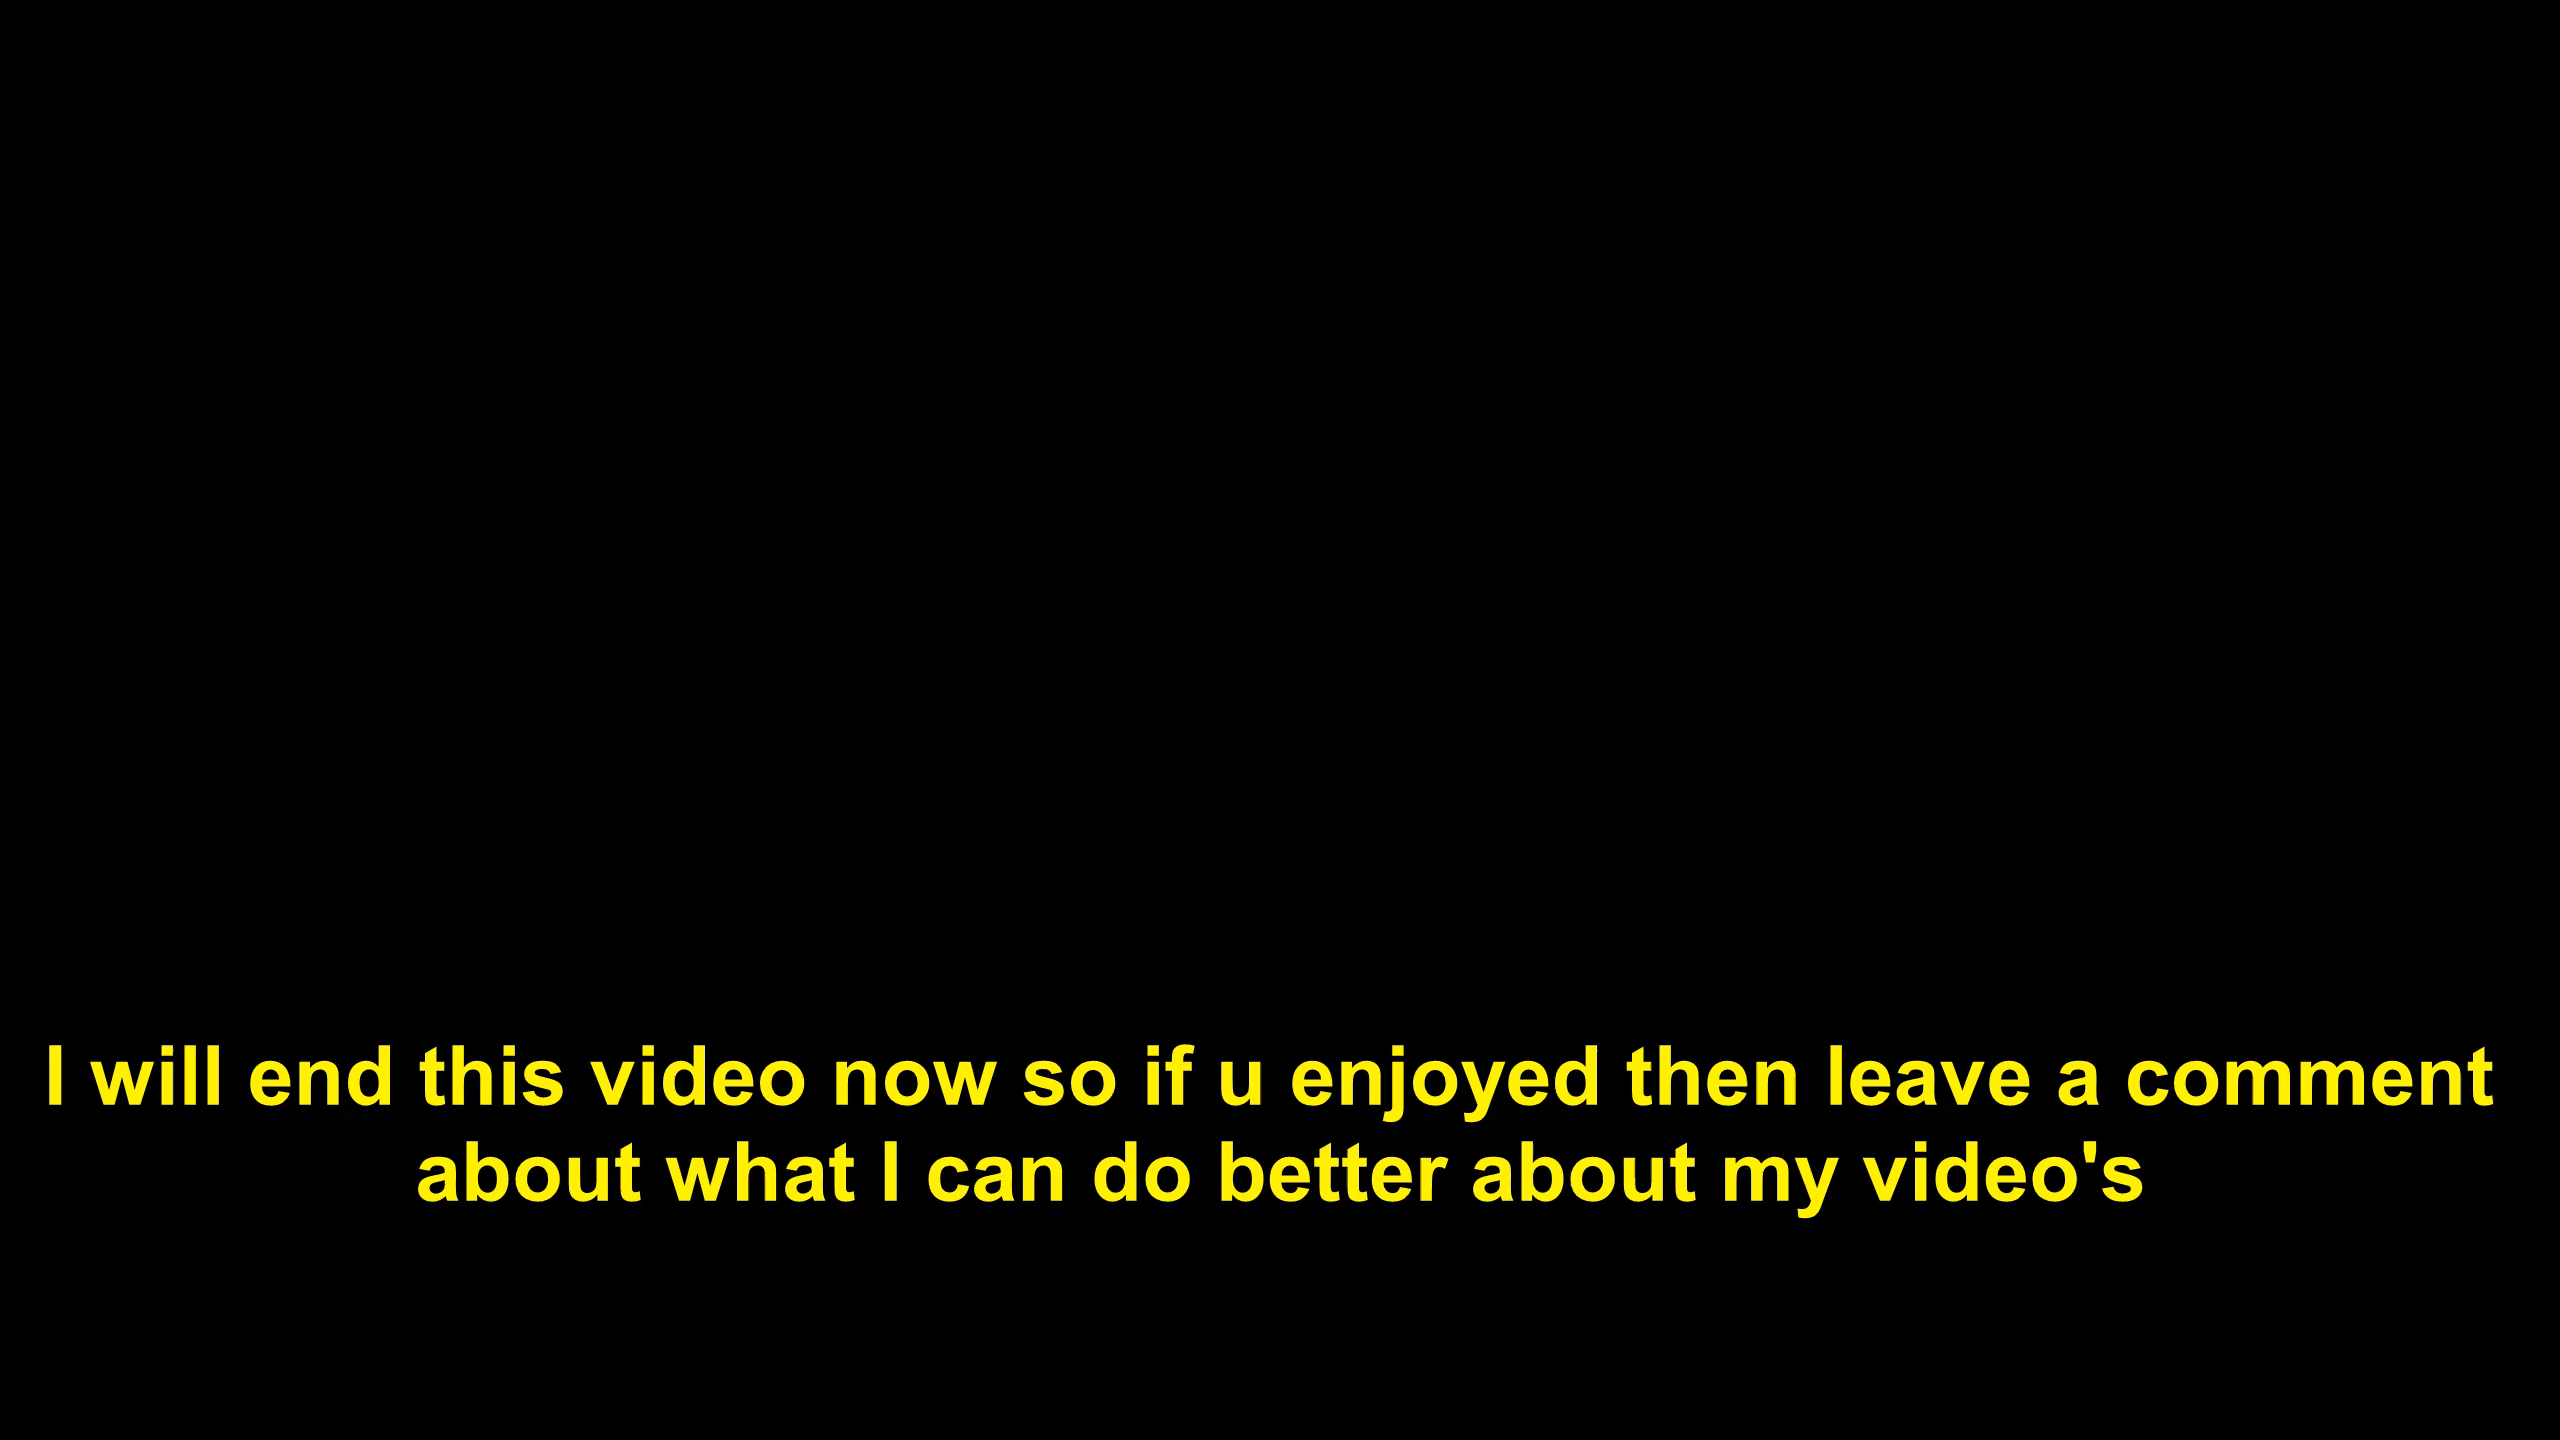 I will end this video now so if u enjoyed then leave a comment
about what I can do better about my video's